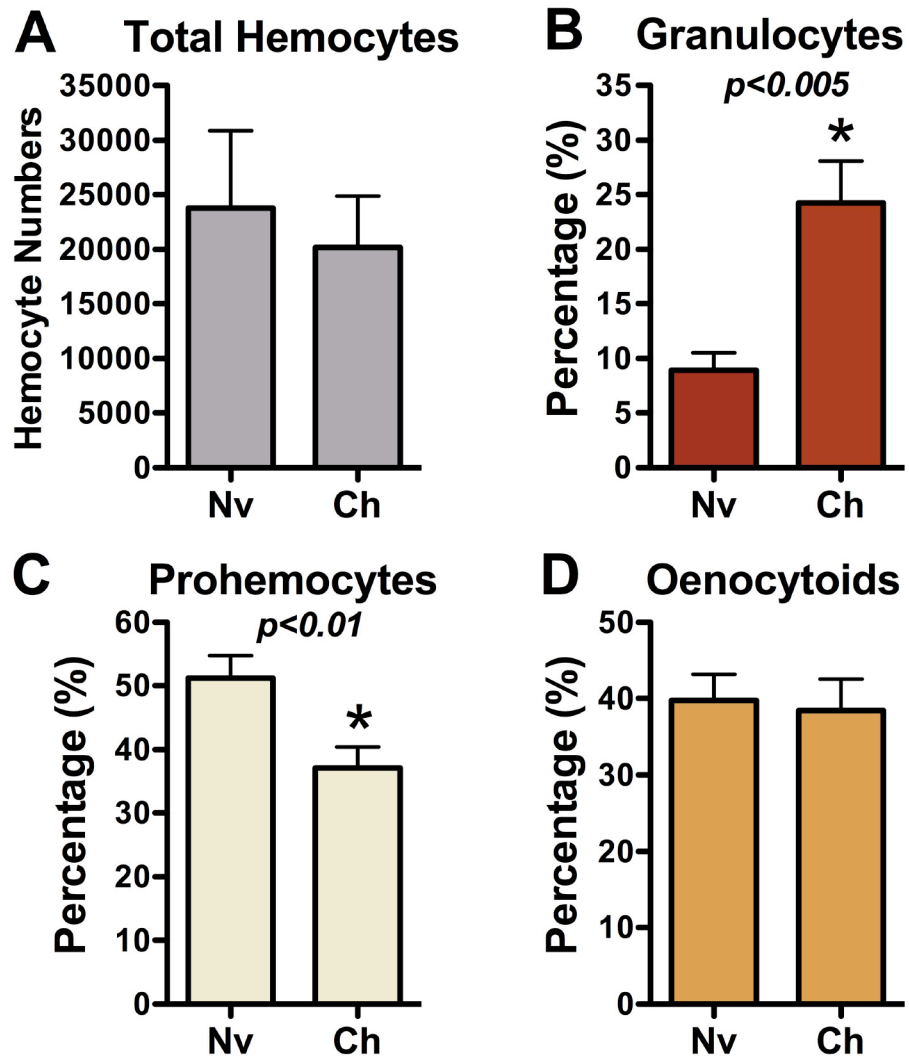 A Total Hemocytes
Hemocyte Numbers
35000
30000
25000
20000
15000
10000
5000
0
Nv Ch
B Granulocytes
p<0.005
*
Percentage (%)
35
30
25
20
15
10
5
0
Nv Ch
C Prohemocytes
p<0.01
*
Percentage (%)
60
50
40
30
20
10
0
Nv Ch
D Oenocytoids
Percentage (%)
50
40
30
20
10
0
Nv Ch